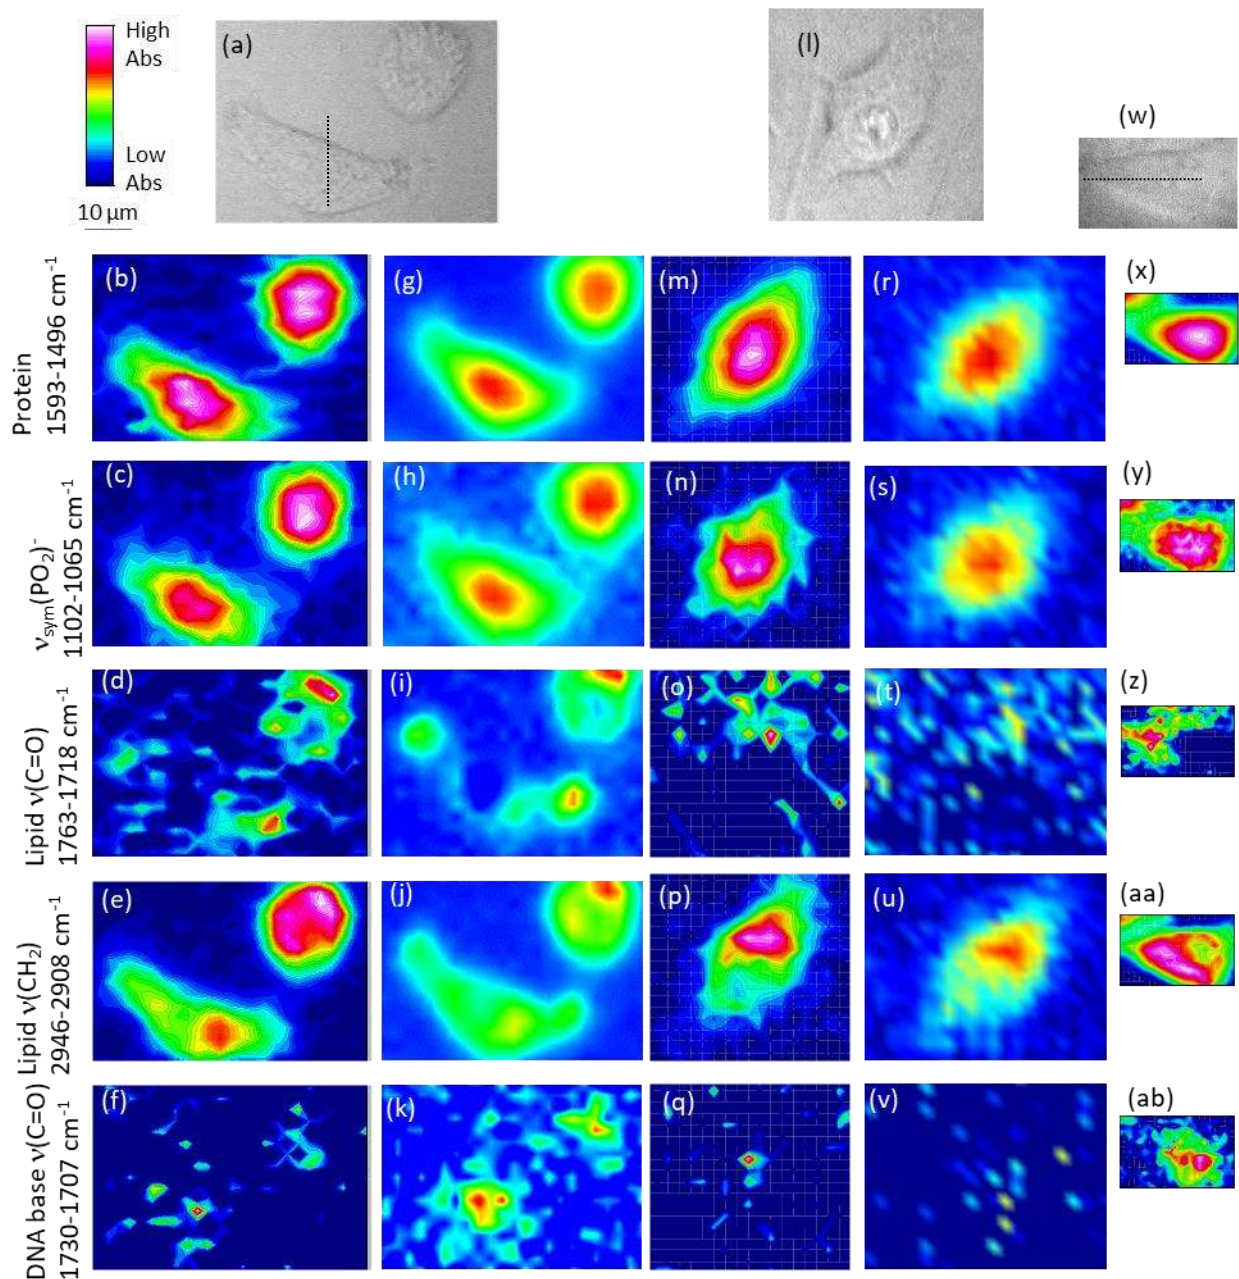 High
Abs
Low
Abs
10 μm
(a)
(l)
(w)
Protein
1593-1496 cm⁻¹
(b)
(g)
(m)
(r)
(x)
νsym(PO₂)⁻
1102-1065 cm⁻¹
(c)
(h)
(n)
(s)
(y)
Lipid ν(C=O)
1763-1718 cm⁻¹
(d)
(i)
(o)
(t)
(z)
Lipid ν(CH₂)
2946-2908 cm⁻¹
(e)
(j)
(p)
(u)
(aa)
DNA base ν(C=O)
1730-1707 cm⁻¹
(f)
(k)
(q)
(v)
(ab)